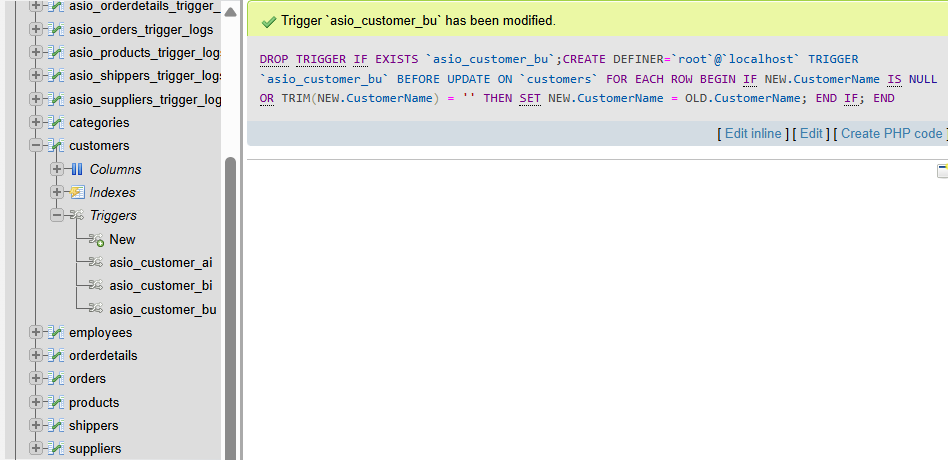 asio_orderdetails_trigger_
asio_orders_trigger_logs
asio_products_trigger_logs
asio_shippers_trigger_logs
asio_suppliers_trigger_log
categories
customers
Columns
Indexes
Triggers
New
asio_customer_ai
asio_customer_bi
asio_customer_bu
employees
orderdetails
orders
products
shippers
suppliers
Trigger `asio_customer_bu` has been modified.
DROP TRIGGER IF EXISTS `asio_customer_bu`;CREATE DEFINER=`root`@`localhost` TRIGGER
`asio_customer_bu` BEFORE UPDATE ON `customers` FOR EACH ROW BEGIN IF NEW.CustomerName IS NULL
OR TRIM(NEW.CustomerName) = '' THEN SET NEW.CustomerName = OLD.CustomerName; END IF; END
[ Edit inline ] [ Edit ] [ Create PHP code ]